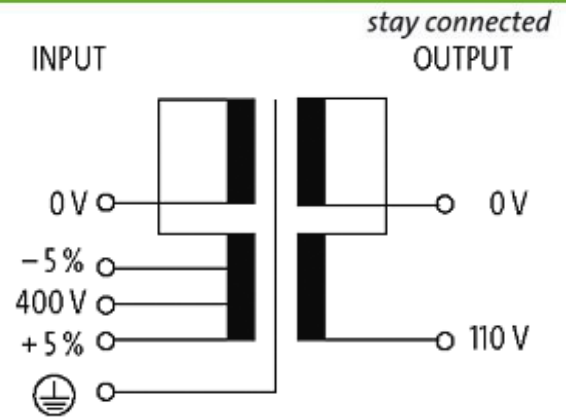 stay connected
INPUT OUTPUT
0 V 0 V
–5 %
400 V
+5 % 110 V